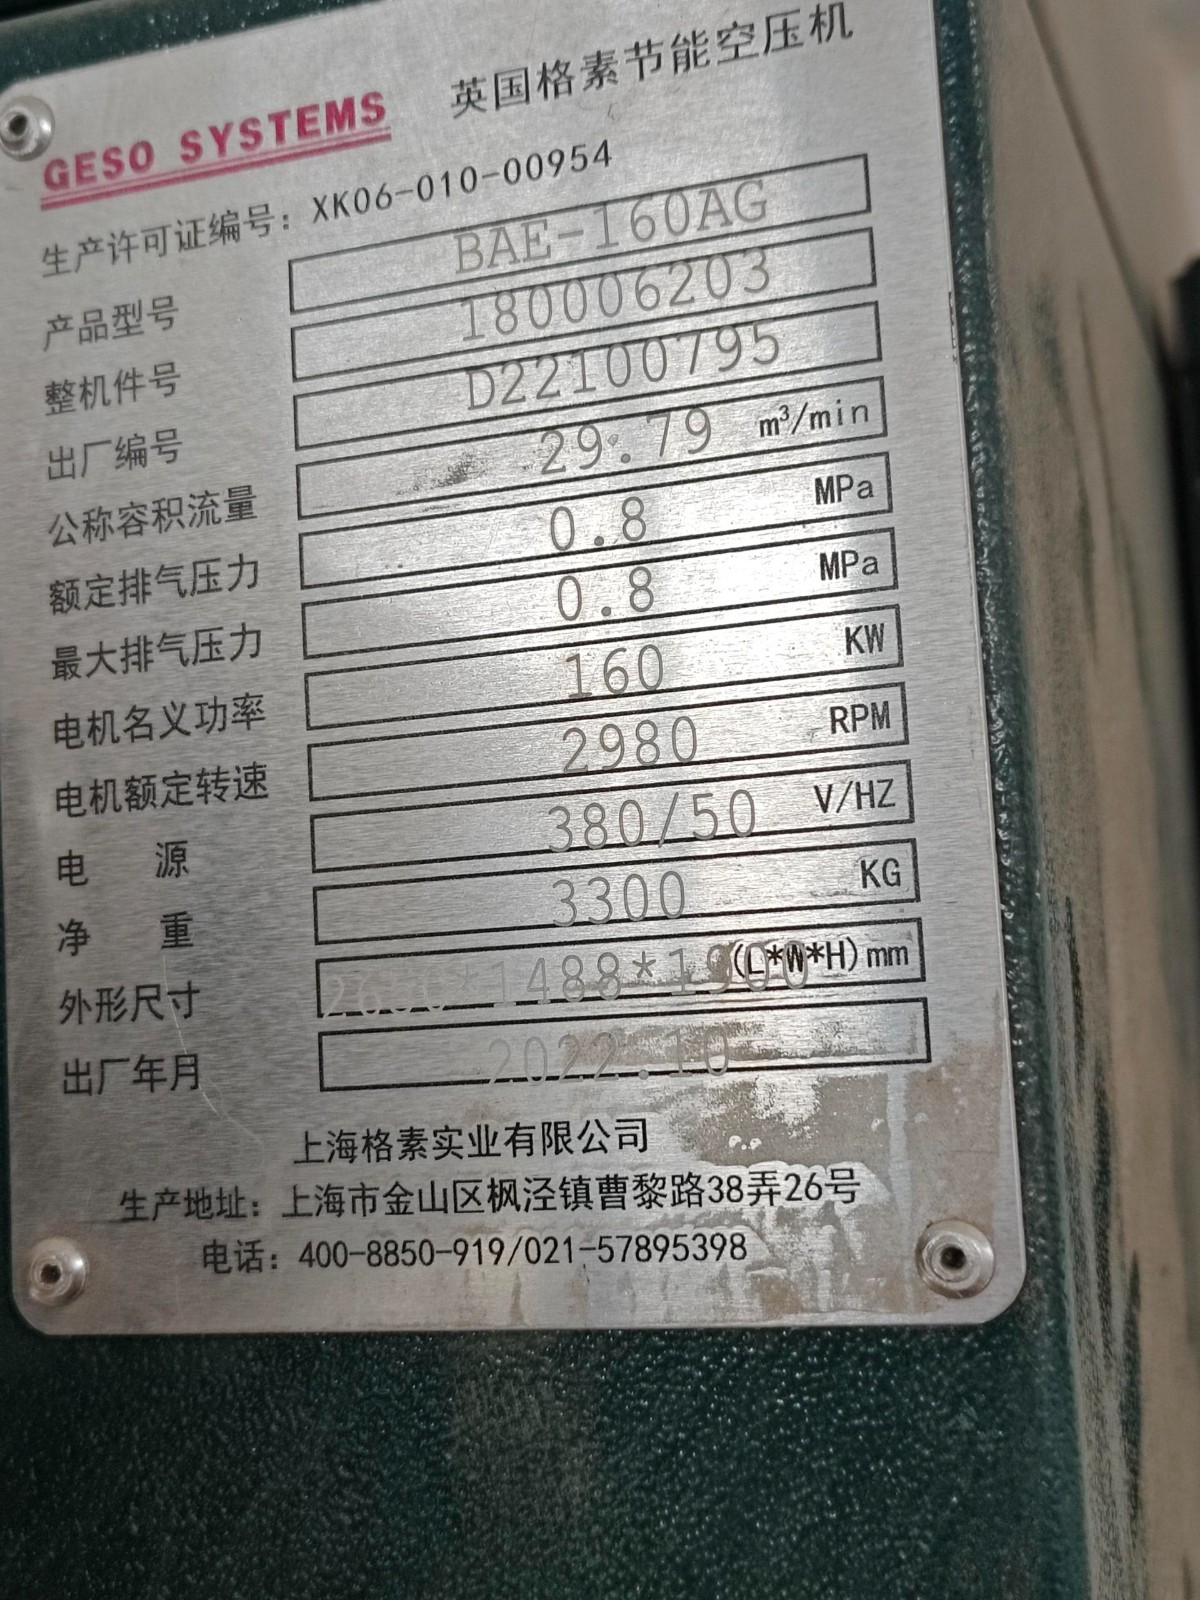 GESO SYSTEMS 英国格素节能空压机
生产许可证编号：XK06-010-00954
产品型号 BAE-160AG
整机件号 180006203
出厂编号 D22100795
公称容积流量 29.79 m³/min
额定排气压力 0.8 MPa
最大排气压力 0.8 MPa
电机名义功率 160 KW
电机额定转速 2980 RPM
电 源 380/50 V/HZ
净 重 3300 KG
外形尺寸 *1488*1900 (L*W*H)mm
出厂年月 2022.10
上海格素实业有限公司
生产地址：上海市金山区枫泾镇曹黎路38弄26号
电话：400-8850-919/021-57895398